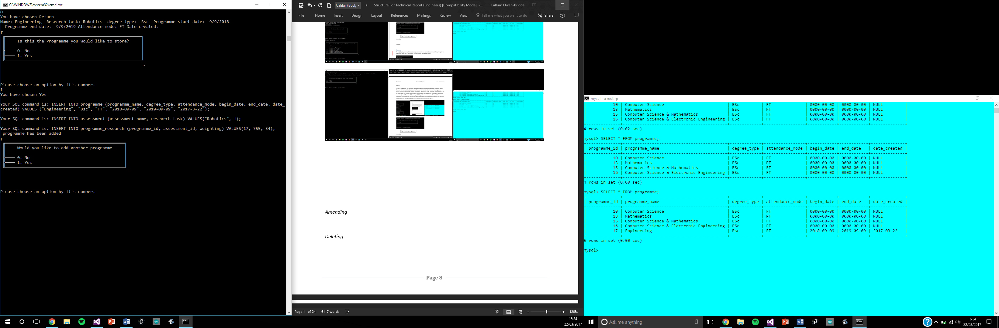 C:\WINDOWS\system32\cmd.exe
0
You have chosen Return
Name: Engineering  Research task: Robotics  degree type:  Bsc  Programme start date:  9/9/2018
  Programme end date:  9/9/2019 Attendance mode: FT Date created:
Is this the Programme you would like to store?
0. No
1. Yes
Please choose an option by it's number.
1
You have chosen Yes
Your SQL command is: INSERT INTO programme (programme_name, degree_type, attendance_mode, begin_date, end_date, date_
created) VALUES ("Engineering", "Bsc", "FT", "2018-09-09", "2019-09-09", "2017-3-22");
Your SQL command is: INSERT INTO assessment (assessment_name, research_task) VALUES("Robotics", 1);
Your SQL command is: INSERT INTO programme_research (programme_id, assessment_id, weighting) VALUES(17, 755, 34);
programme has been added
Would you like to add another programme
0. No
1. Yes
Please choose an option by it's number.
Calibri (Body
Structure For Technical Report (Engineers) [Compatibility Mode] -...
Callum Owen-Bridge
File Home Insert Design Layout References Mailings Review View Tell me what you want to do Share
Amending
Deleting
Page 8
Page 11 of 24 6117 words 120%
16:34
22/03/2017
mysql -u root -p
| 10 | Computer Science | BSc | FT | 0000-00-00 | 0000-00-00 | NULL |
| 13 | Mathematics | BSc | PT | 0000-00-00 | 0000-00-00 | NULL |
| 15 | Computer Science & Mathematics | BSc | FT | 0000-00-00 | 0000-00-00 | NULL |
| 16 | Computer Science & Electronic Engineering | BSc | FT | 0000-00-00 | 0000-00-00 | NULL |
4 rows in set (0.02 sec)
mysql> SELECT * FROM programme;
| programme_id | programme_name | degree_type | attendance_mode | begin_date | end_date | date_created |
| 10 | Computer Science | BSc | FT | 0000-00-00 | 0000-00-00 | NULL |
| 13 | Mathematics | BSc | PT | 0000-00-00 | 0000-00-00 | NULL |
| 15 | Computer Science & Mathematics | BSc | FT | 0000-00-00 | 0000-00-00 | NULL |
| 16 | Computer Science & Electronic Engineering | BSc | FT | 0000-00-00 | 0000-00-00 | NULL |
4 rows in set (0.00 sec)
mysql> SELECT * FROM programme;
| programme_id | programme_name | degree_type | attendance_mode | begin_date | end_date | date_created |
| 10 | Computer Science | BSc | FT | 0000-00-00 | 0000-00-00 | NULL |
| 13 | Mathematics | BSc | PT | 0000-00-00 | 0000-00-00 | NULL |
| 15 | Computer Science & Mathematics | BSc | FT | 0000-00-00 | 0000-00-00 | NULL |
| 16 | Computer Science & Electronic Engineering | BSc | FT | 0000-00-00 | 0000-00-00 | NULL |
| 17 | Engineering | Bsc | FT | 2018-09-09 | 2019-09-09 | 2017-03-22 |
5 rows in set (0.00 sec)
mysql>
Ask me anything
16:34
22/03/2017